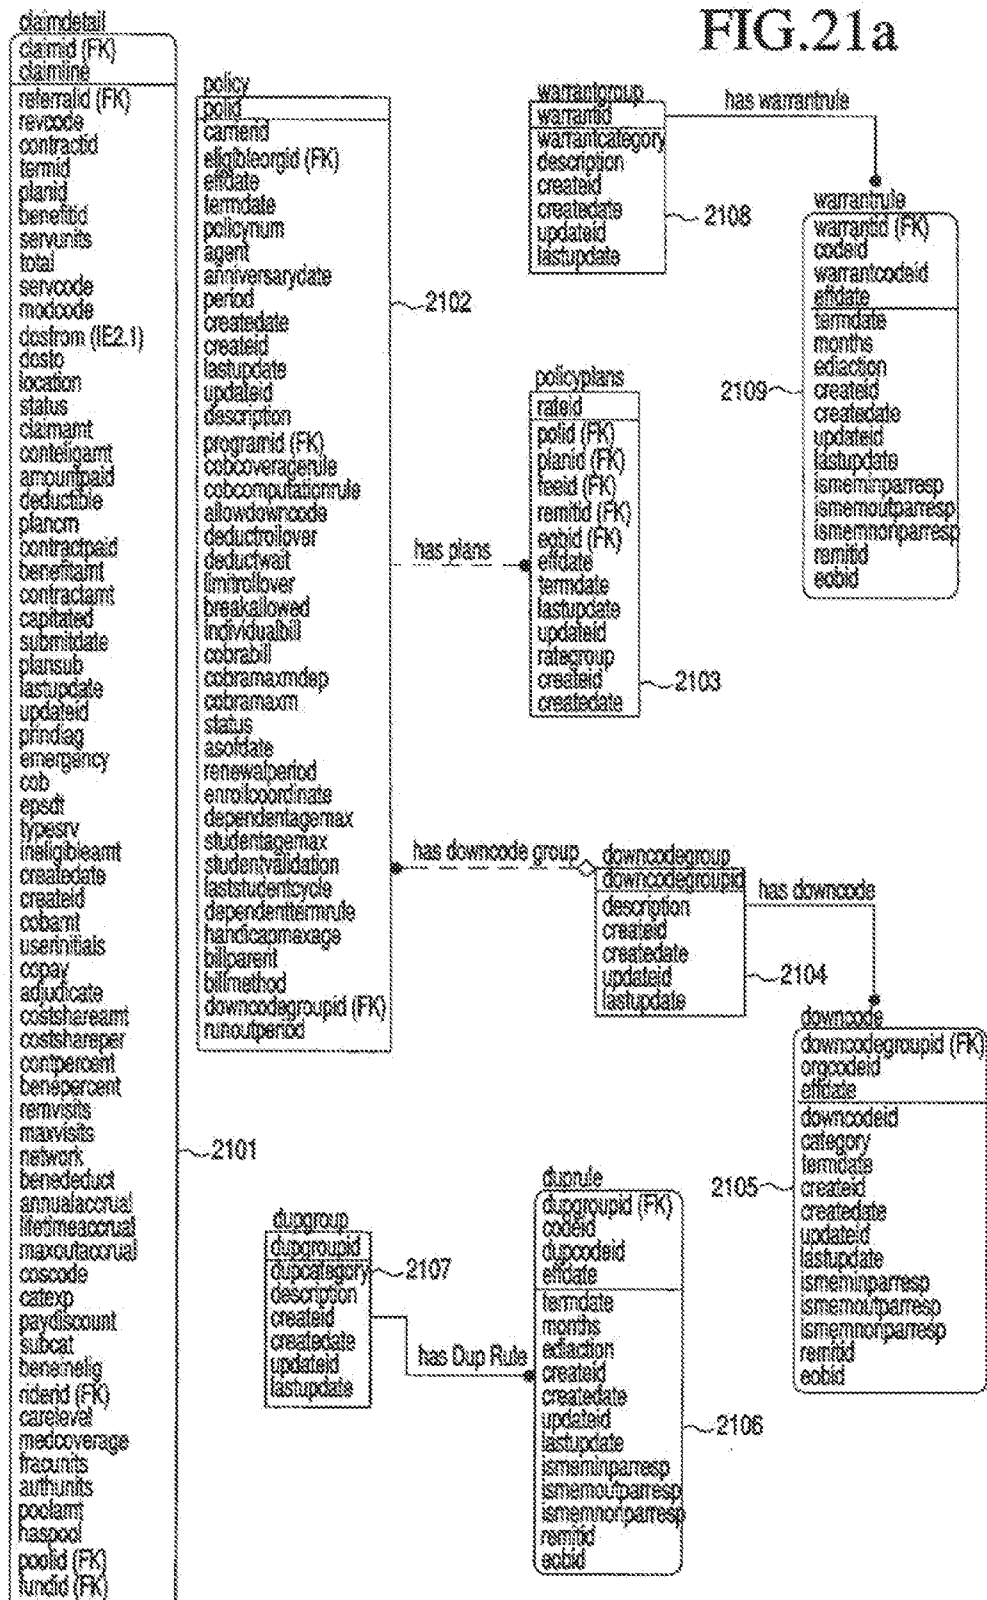 FIG.21a
claimdetail
claimid (FK)
claimline
referralid (FK)
revcode
contractid
termid
planid
benefitid
servunits
total
servcode
modcode
dosfrom (IE2.1)
dosto
location
status
claimamt
conteligamt
amountpaid
deductible
plancm
contractpaid
benefitamt
contractamt
capitated
submitdate
plansub
lastupdate
updateid
prindiag
emergency
cob
epsdt
typesrv
ineligibleamt
createdate
createid
cobamt
userinitials
copay
adjudicate
costshareamt
costshareper
contpercent
benepercent
remvisits
maxvisits
network
benededuct
annualaccrual
lifetimeaccrual
maxoutaccrual
coscode
catexp
paydiscount
subcat
beneinelig
riderid (FK)
carelevel
medcoverage
fracunits
authunits
poolamt
haspool
poolid (FK)
fundid (FK)
2101
policy
polid
carrierid
eligibleorgid (FK)
effdate
termdate
policynum
agent
anniversarydate
period
createdate
createid
lastupdate
updateid
description
programid (FK)
cobcoveragerule
cobcomputationrule
allowdowncode
deductrollover
deductwait
limitrollover
breakallowed
individualbill
cobrabill
cobramaxmdep
cobramaxm
status
asofdate
renewalperiod
enrollcoordinate
dependentagemax
studentagemax
studentvalidation
laststudentcycle
dependenttermrule
handicapmaxage
billparent
billmethod
downcodegroupid (FK)
runoutperiod
2102
warrantgroup
warrantid
warrantcategory
description
createid
createdate
updateid
lastupdate
2108
has warrantrule
warrantrule
warrantid (FK)
codeid
warrantcodeid
effdate
termdate
months
ediaction
createid
createdate
updateid
lastupdate
ismeminparresp
ismemoutparresp
ismemnonparresp
remitid
eobid
2109
has plans
policyplans
rateid
polid (FK)
planid (FK)
feeid (FK)
remitid (FK)
eobid (FK)
effdate
termdate
lastupdate
updateid
rategroup
createid
createdate
2103
has downcode group
downcodegroup
downcodegroupid
description
createid
createdate
updateid
lastupdate
2104
has downcode
downcode
downcodegroupid (FK)
orgcodeid
effdate
downcodeid
category
termdate
createid
createdate
updateid
lastupdate
ismeminparresp
ismemoutparresp
ismemnonparresp
remitid
eobid
2105
dupgroup
dupgroupid
dupcategory
description
createid
createdate
updateid
lastupdate
2107
has Dup Rule
duprule
dupgroupid (FK)
codeid
dupcodeid
effdate
termdate
months
ediaction
createid
createdate
updateid
lastupdate
ismeminparresp
ismemoutparresp
ismemnonparresp
remitid
eobid
2106